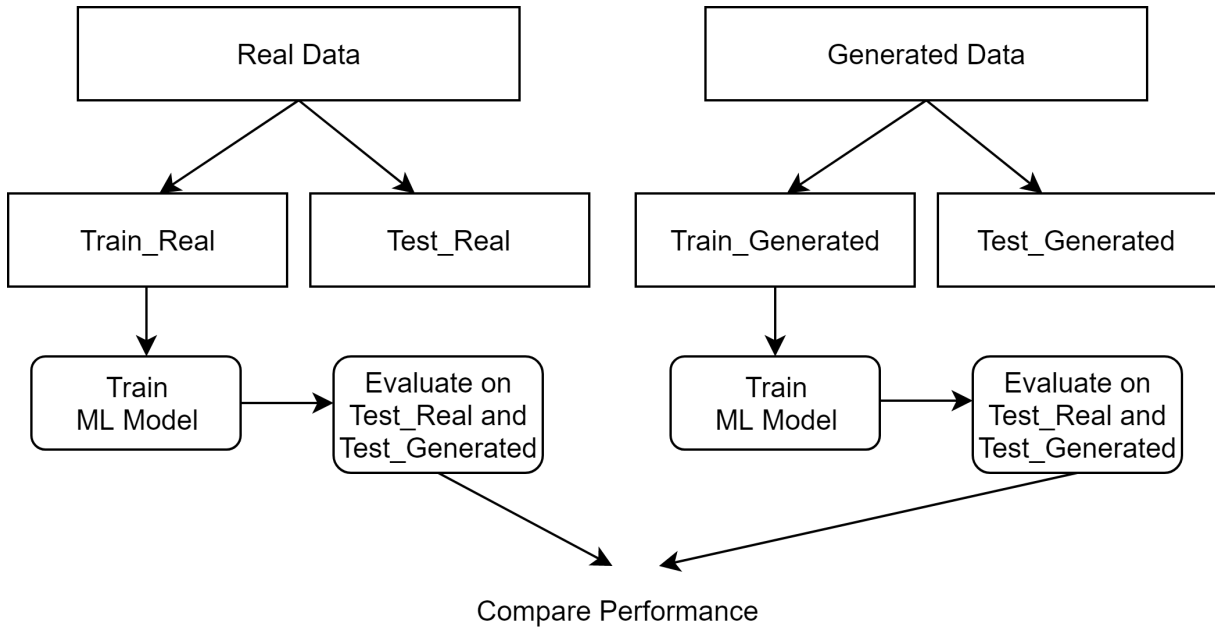 Real Data
Generated Data
Train_Real
Test_Real
Train_Generated
Test_Generated
Train
ML Model
Evaluate on
Test_Real and
Test_Generated
Train
ML Model
Evaluate on
Test_Real and
Test_Generated
Compare Performance